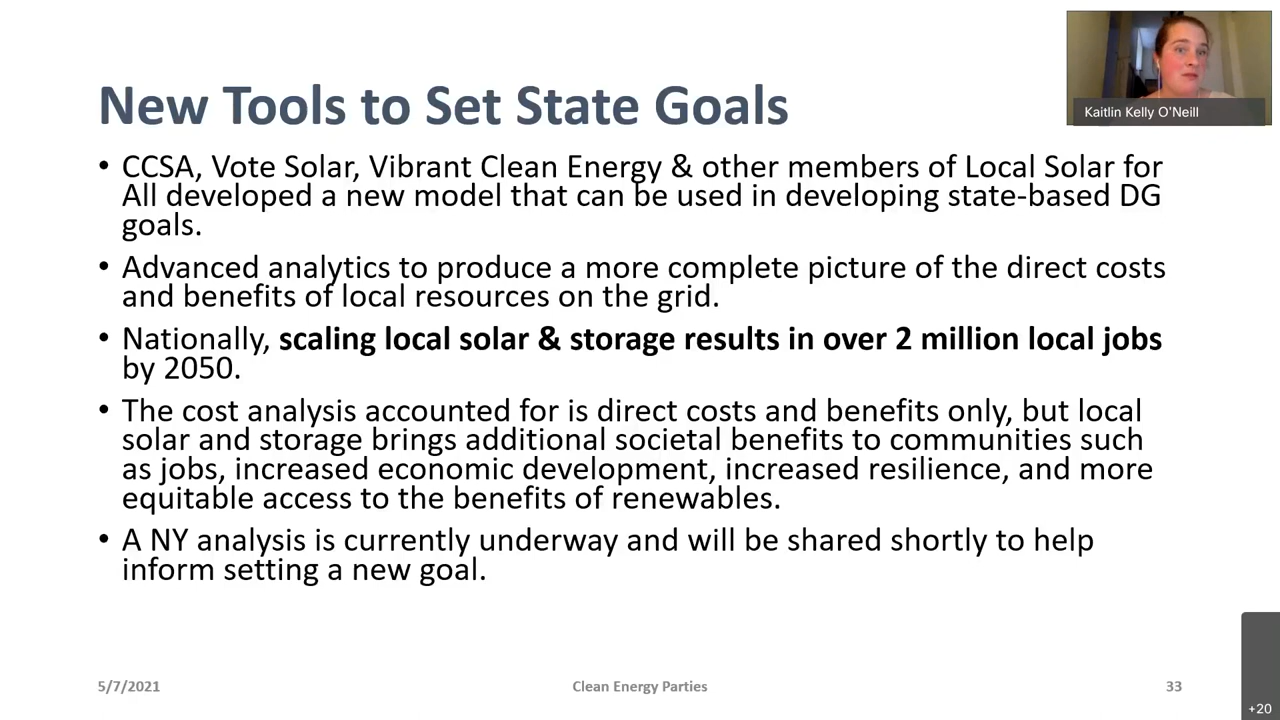 New Tools to Set State Goals
Kaitlin Kelly O'Neill
• CCSA, Vote Solar, Vibrant Clean Energy & other members of Local Solar for
All developed a new model that can be used in developing state-based DG
goals.
• Advanced analytics to produce a more complete picture of the direct costs
and benefits of local resources on the grid.
• Nationally, scaling local solar & storage results in over 2 million local jobs
by 2050.
• The cost analysis accounted for is direct costs and benefits only, but local
solar and storage brings additional societal benefits to communities such
as jobs, increased economic development, increased resilience, and more
equitable access to the benefits of renewables.
• A NY analysis is currently underway and will be shared shortly to help
inform setting a new goal.
5/7/2021
Clean Energy Parties
33
+20